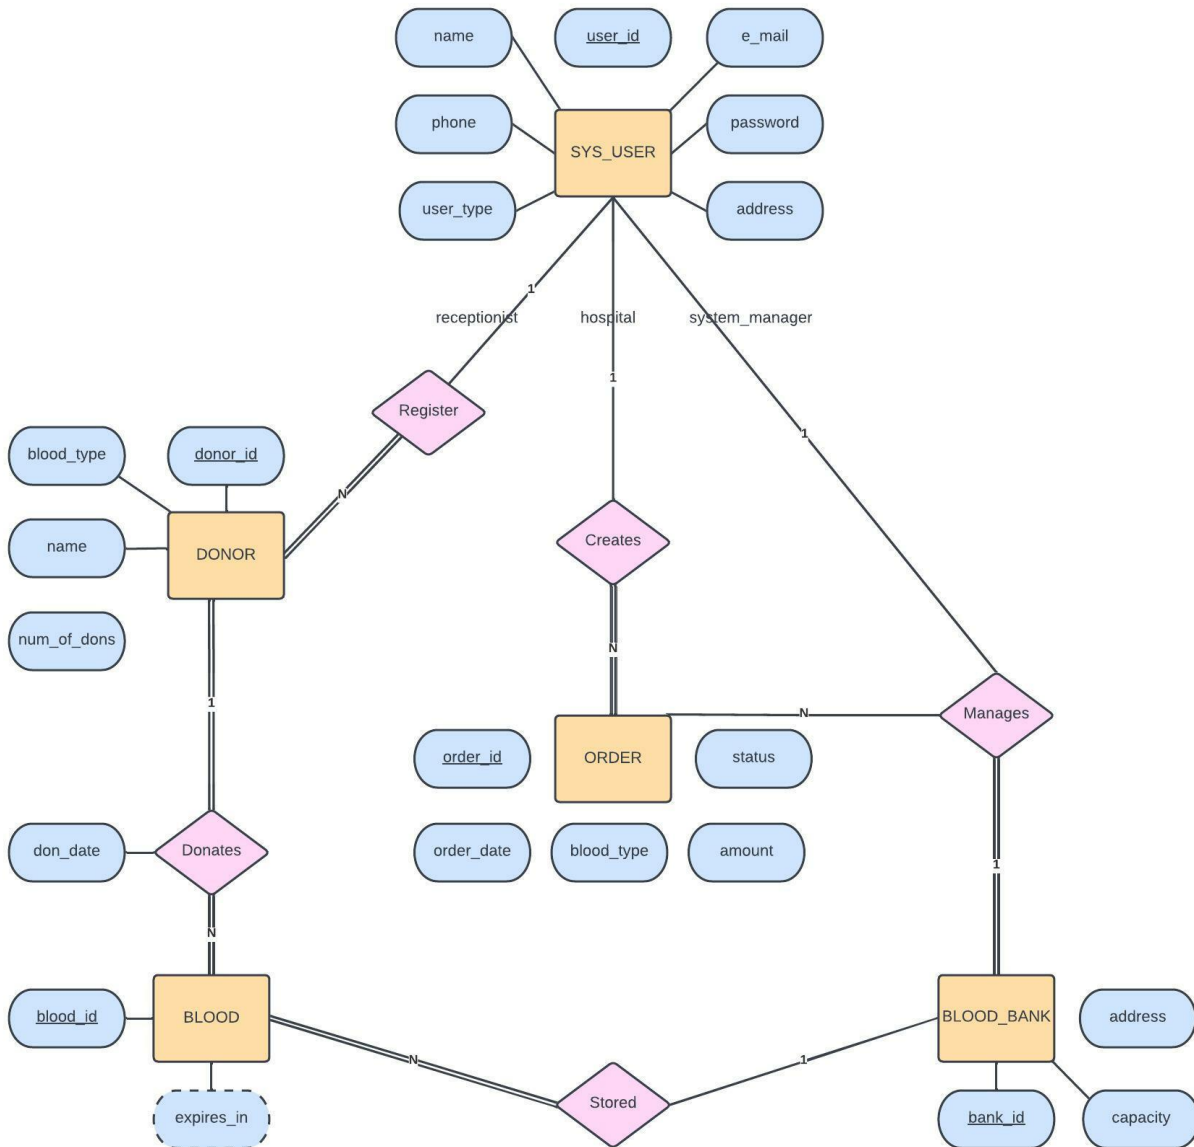 name
user_id
e_mail
phone
SYS_USER
password
user_type
address
1
receptionist
hospital
system_manager
1
1
Register
blood_type
donor_id
N
name
DONOR
Creates
num_of_dons
N
1
N
Manages
order_id
ORDER
status
don_date
Donates
order_date
blood_type
amount
1
N
blood_id
BLOOD
BLOOD_BANK
address
N
1
expires_in
Stored
bank_id
capacity